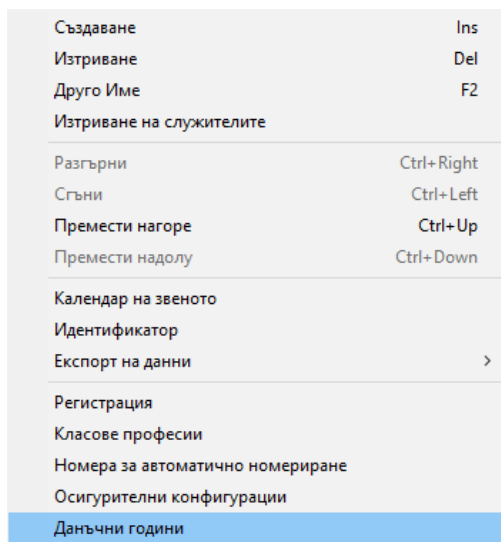 Създаване Ins
Изтриване Del
Друго Име F2
Изтриване на служителите
Разгърни Ctrl+Right
Сгъни Ctrl+Left
Премести нагоре Ctrl+Up
Премести надолу Ctrl+Down
Календар на звеното
Идентификатор
Експорт на данни
Регистрация
Класове професии
Номера за автоматично номериране
Осигурителни конфигурации
Данъчни години